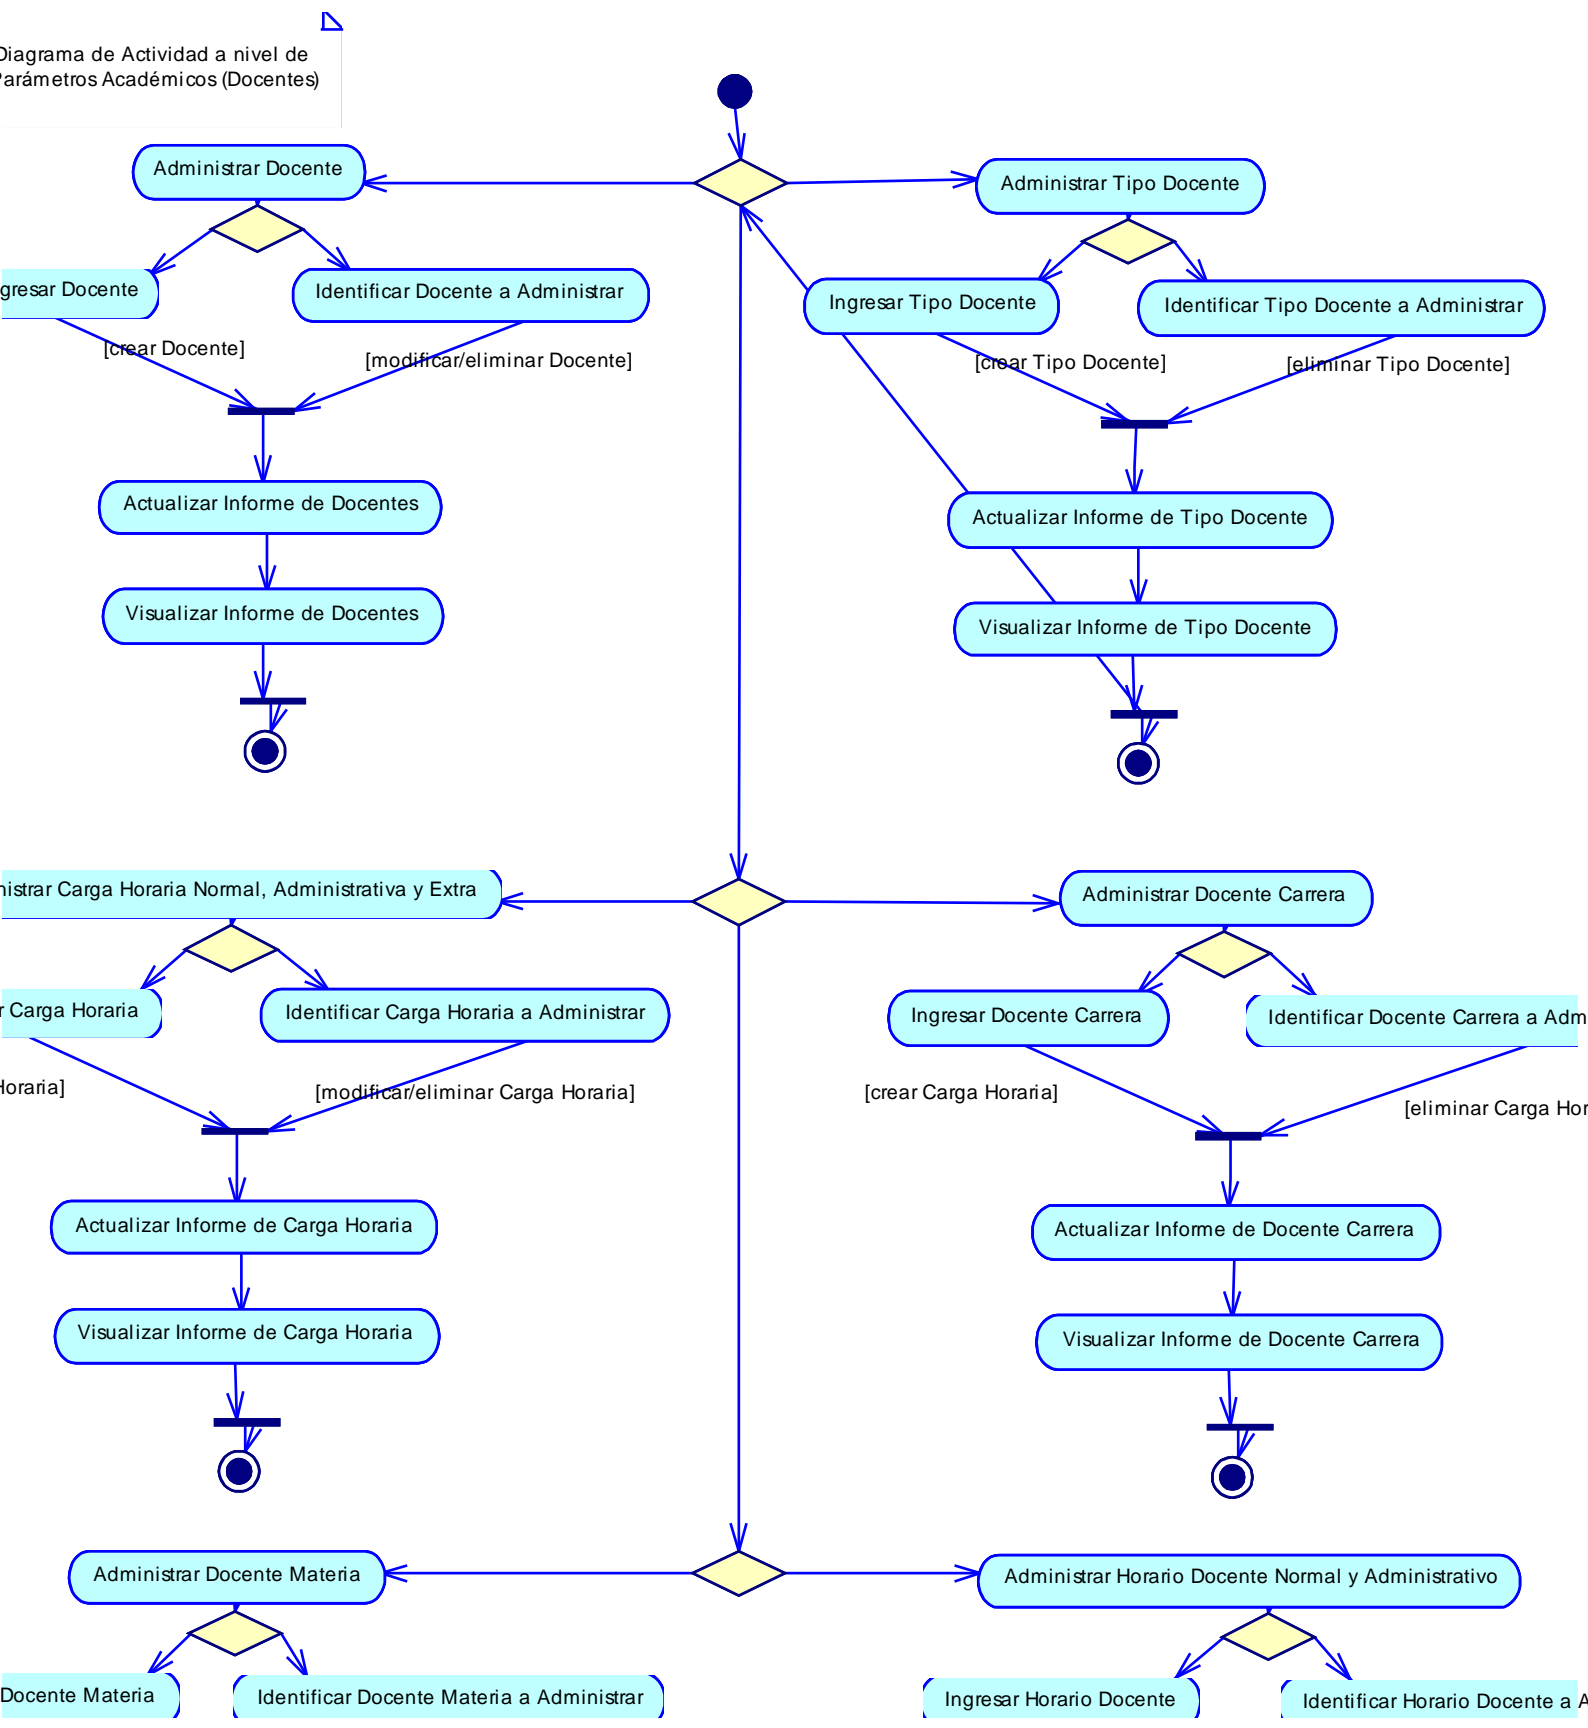 Diagrama de Actividad a nivel de
Parámetros Académicos (Docentes)
Administrar Docente
Administrar Tipo Docente
gresar Docente
Identificar Docente a Administrar
Ingresar Tipo Docente
Identificar Tipo Docente a Administrar
[crear Docente]
[modificar/eliminar Docente]
[crear Tipo Docente]
[eliminar Tipo Docente]
Actualizar Informe de Docentes
Actualizar Informe de Tipo Docente
Visualizar Informe de Docentes
Visualizar Informe de Tipo Docente
nistrar Carga Horaria Normal, Administrativa y Extra
Administrar Docente Carrera
r Carga Horaria
Identificar Carga Horaria a Administrar
Ingresar Docente Carrera
Identificar Docente Carrera a Adm
Horaria]
[modificar/eliminar Carga Horaria]
[crear Carga Horaria]
[eliminar Carga Hor
Actualizar Informe de Carga Horaria
Actualizar Informe de Docente Carrera
Visualizar Informe de Carga Horaria
Visualizar Informe de Docente Carrera
Administrar Docente Materia
Administrar Horario Docente Normal y Administrativo
Docente Materia
Identificar Docente Materia a Administrar
Ingresar Horario Docente
Identificar Horario Docente a A